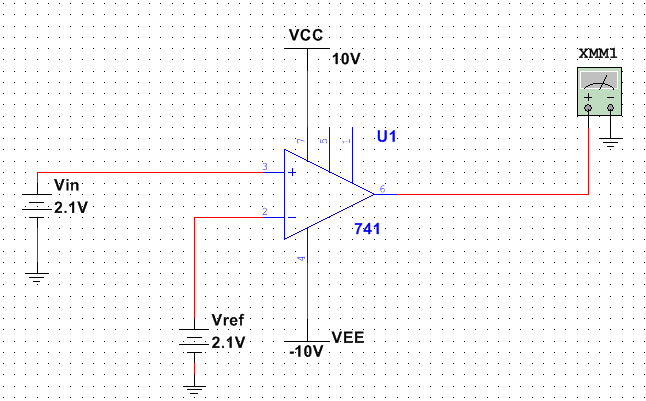 VCC
10V
XMM1
+ −
7
5
1
U1
3
+
Vin
2.1V
6
2
−
741
4
Vref
2.1V
VEE
-10V